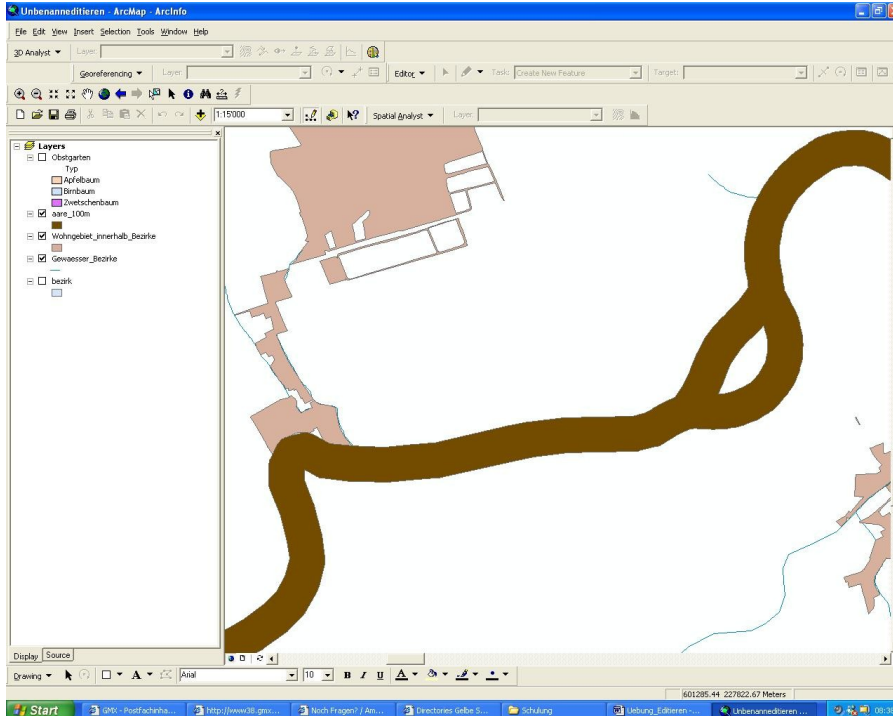 Unbenanneditieren - ArcMap - ArcInfo
File Edit View Insert Selection Tools Window Help
3D Analyst Layer:
Georeferencing Layer: Editor Task: Create New Feature Target:
1:15'000 Spatial Analyst Layer:
Layers
Obstgarten
Typ
Apfelbaum
Birnbaum
Zwetschenbaum
aare_100m
Wohngebiet_innerhalb_Bezirke
Gewaesser_Bezirke
bezirk
Display Source
Drawing A Arial 10 B I U A
601285.44 227822.67 Meters
Start GMX - Postfachinha... http://www38.gmx... Noch Fragen? / Am... Directories Gelbe S... Schulung Uebung_Editieren -... Unbenanneditieren ...